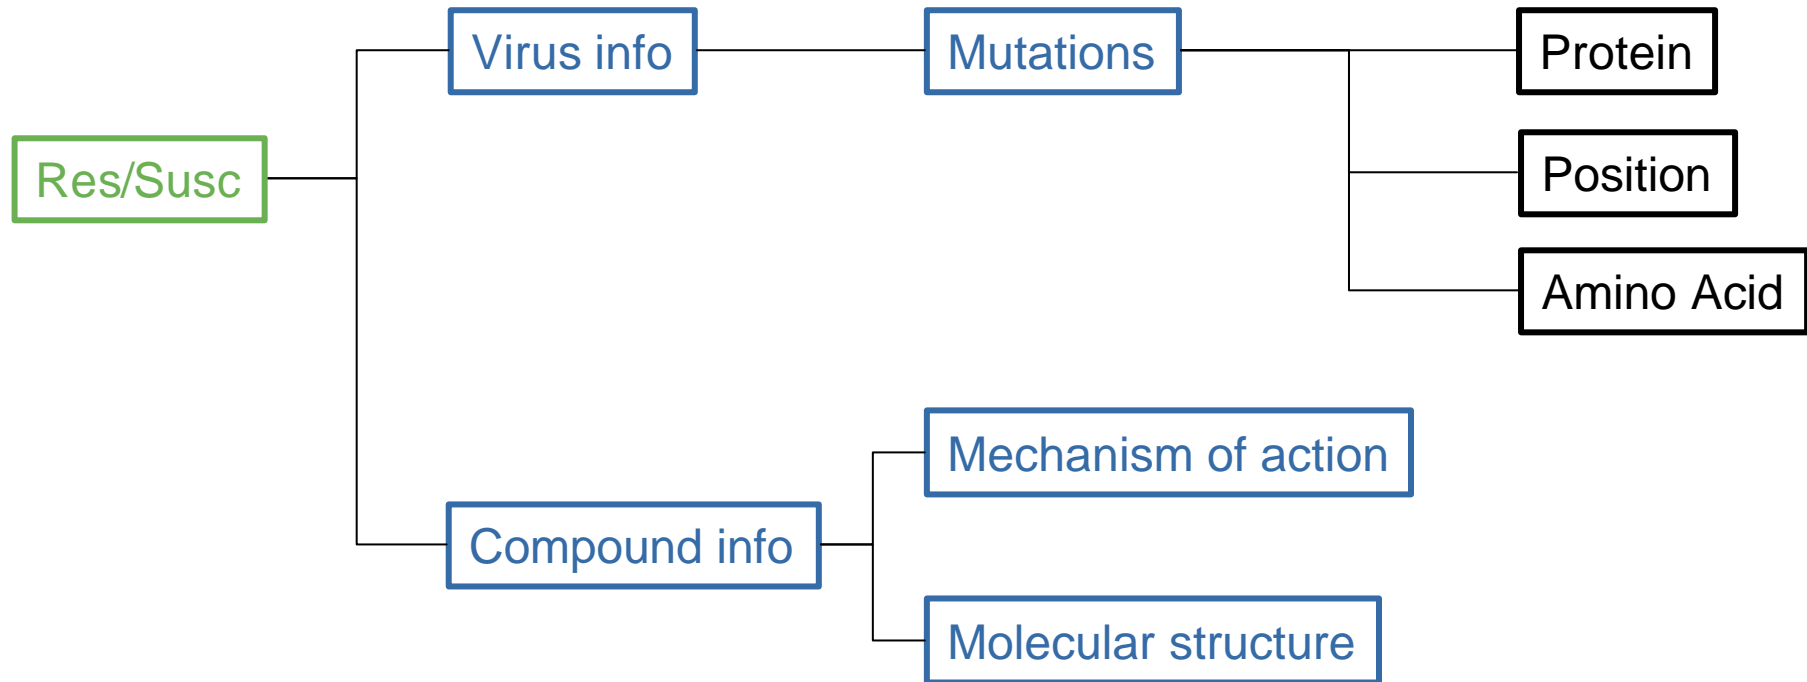 Virus info
Mutations
Protein
Res/Susc
Position
Amino Acid
Mechanism of action
Compound info
Molecular structure